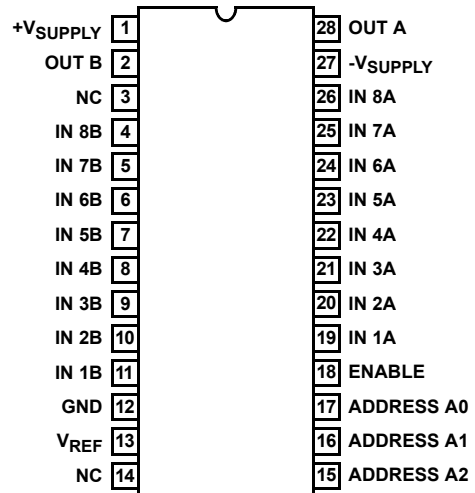 +VSUPPLY 1 28 OUT A
OUT B 2 27 -VSUPPLY
NC 3 26 IN 8A
IN 8B 4 25 IN 7A
IN 7B 5 24 IN 6A
IN 6B 6 23 IN 5A
IN 5B 7 22 IN 4A
IN 4B 8 21 IN 3A
IN 3B 9 20 IN 2A
IN 2B 10 19 IN 1A
IN 1B 11 18 ENABLE
GND 12 17 ADDRESS A0
VREF 13 16 ADDRESS A1
NC 14 15 ADDRESS A2